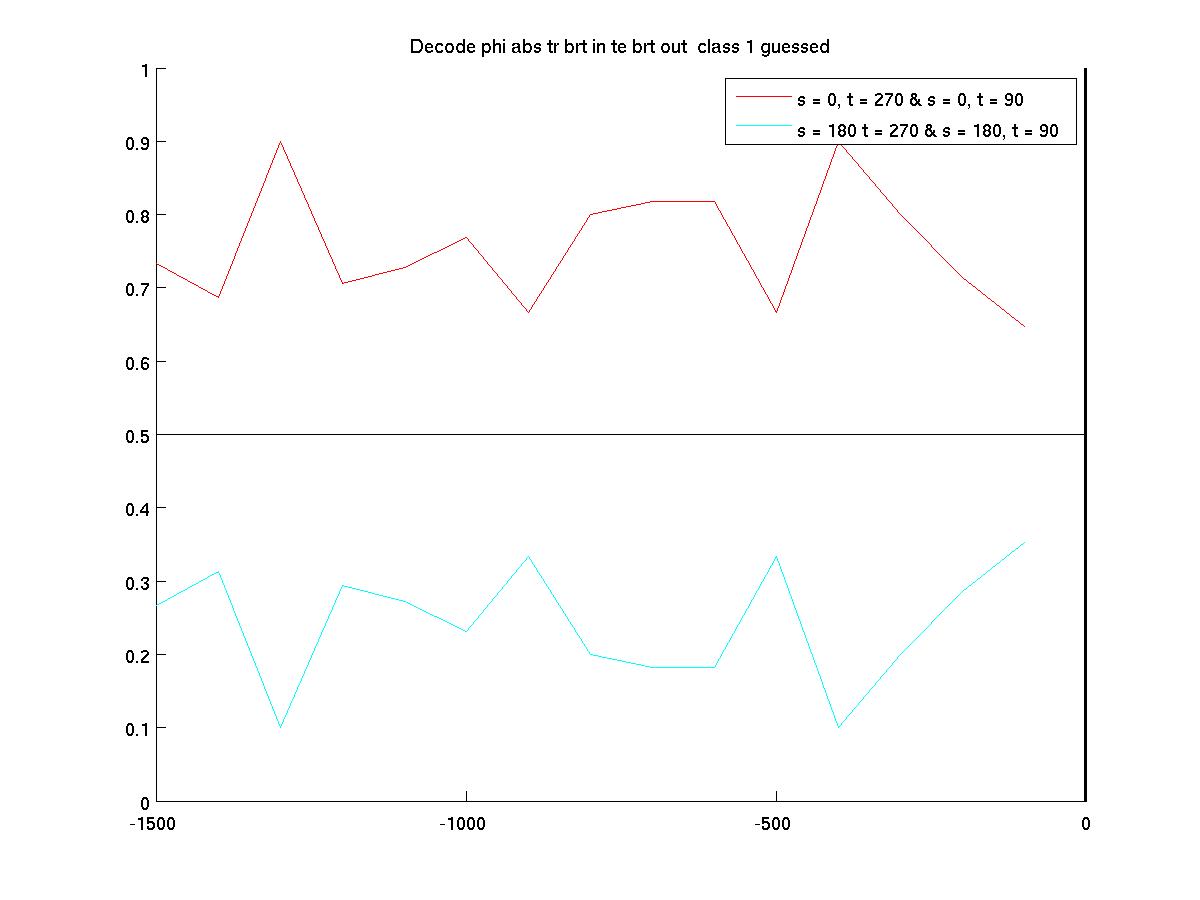 Decode phi abs tr brt in te brt out  class 1 guessed
s = 0, t = 270 & s = 0, t = 90
s = 180 t = 270 & s = 180, t = 90
1
0.9
0.8
0.7
0.6
0.5
0.4
0.3
0.2
0.1
0
-1500 -1000 -500 0